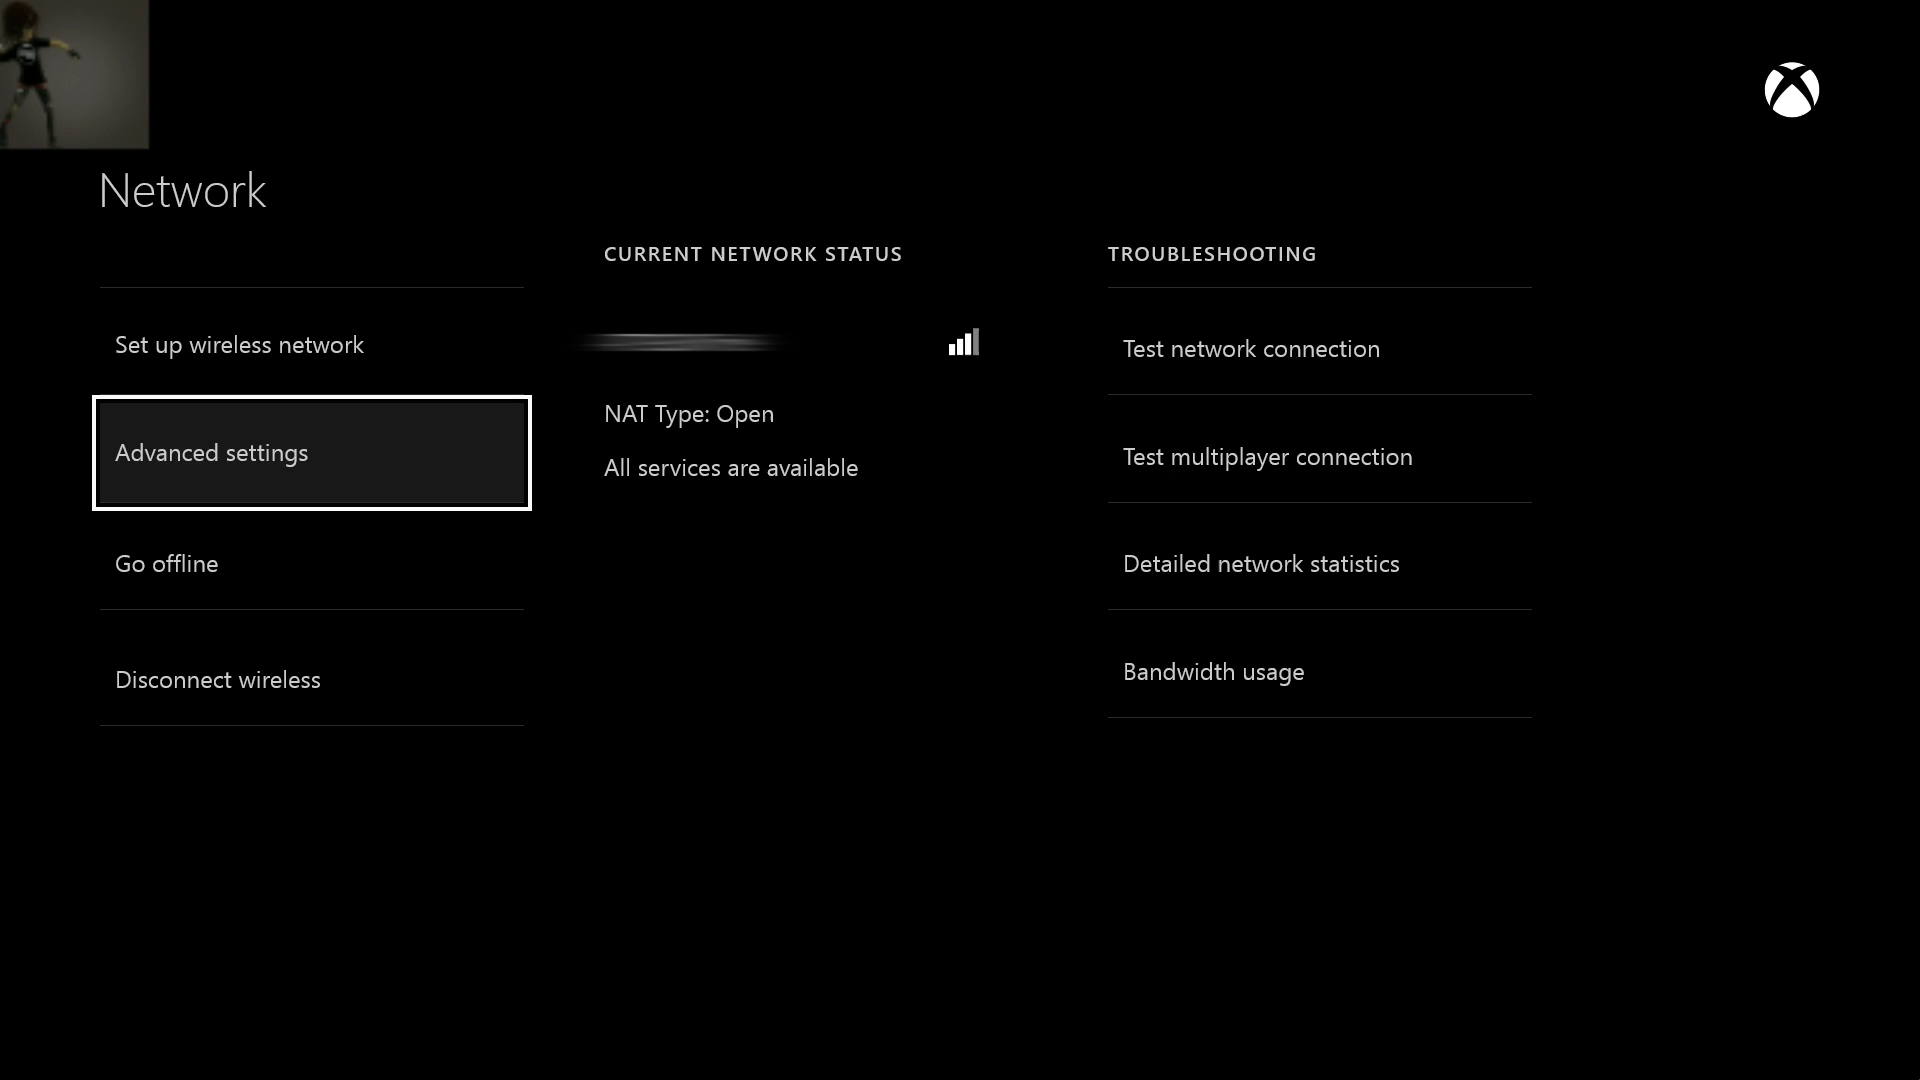 Network
Set up wireless network
Advanced settings
Go offline
Disconnect wireless
CURRENT NETWORK STATUS
NAT Type: Open
All services are available
TROUBLESHOOTING
Test network connection
Test multiplayer connection
Detailed network statistics
Bandwidth usage